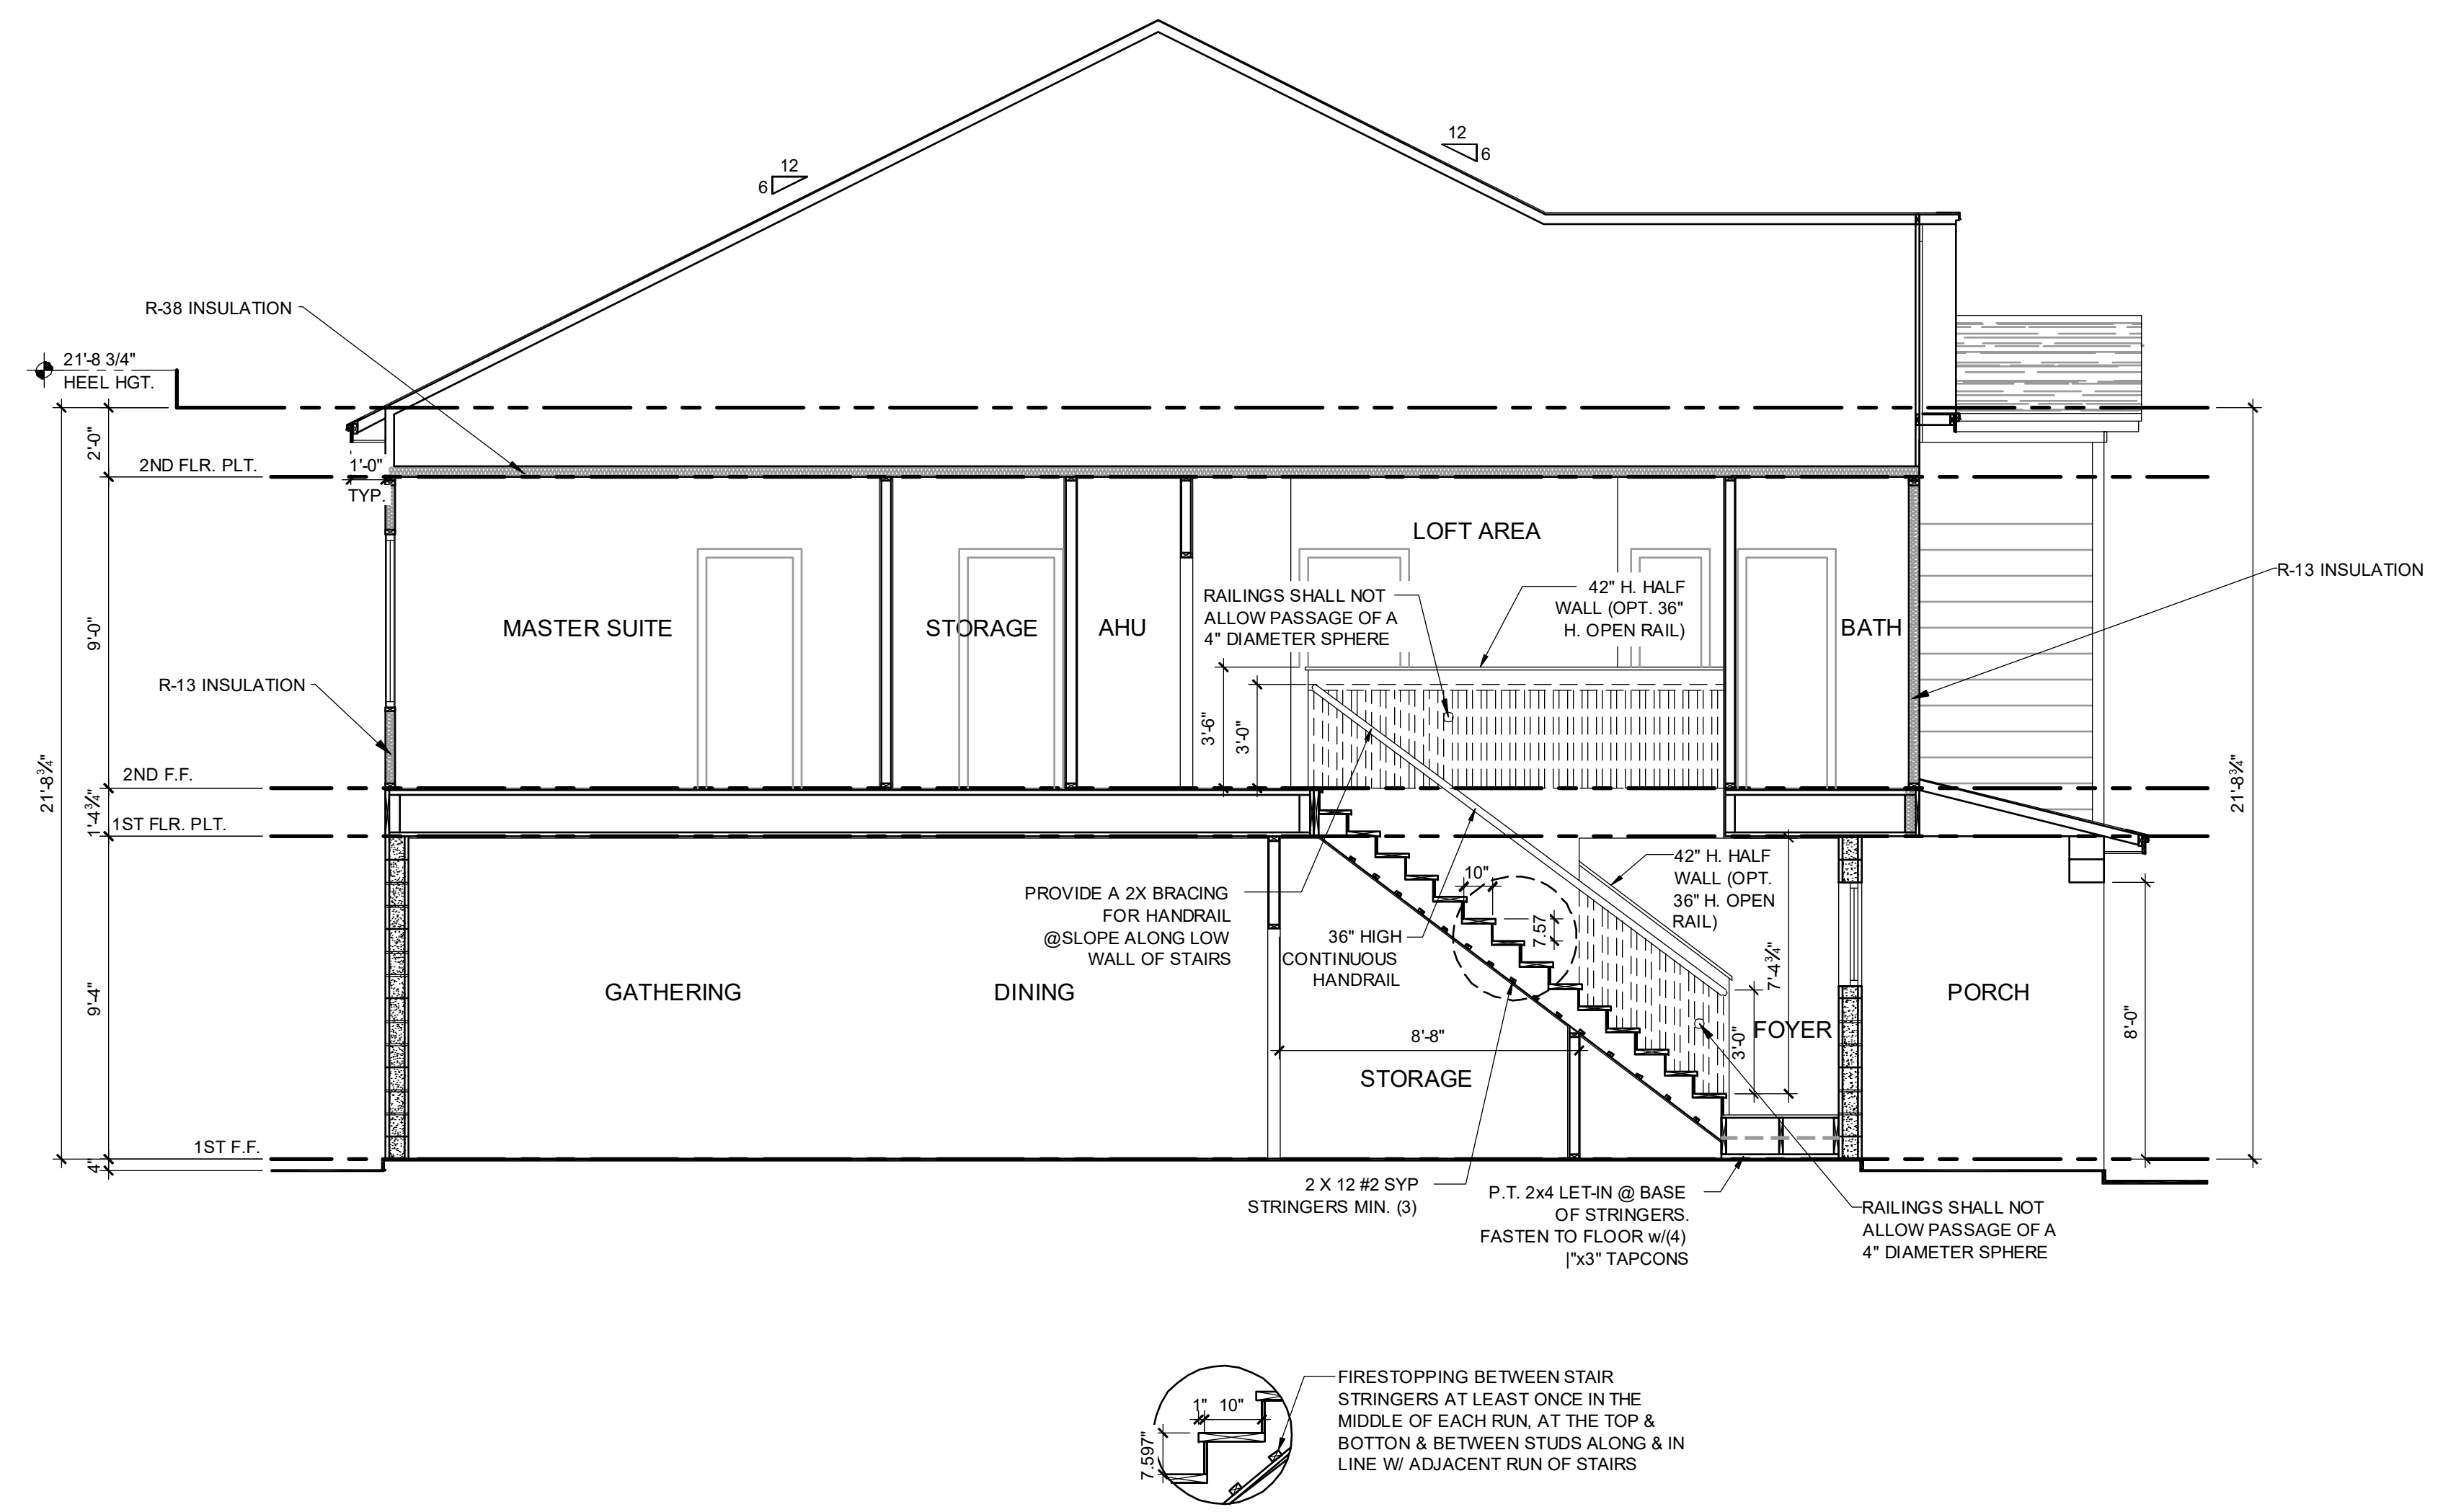 12
6
12
6
R-38 INSULATION
21'-8 3/4"
HEEL HGT.
2'-0"
2ND FLR. PLT.
1'-0"
TYP.
LOFT AREA
RAILINGS SHALL NOT
ALLOW PASSAGE OF A
4" DIAMETER SPHERE
42" H. HALF
WALL (OPT. 36"
H. OPEN RAIL)
R-13 INSULATION
MASTER SUITE
STORAGE
AHU
BATH
9'-0"
R-13 INSULATION
3'-6"
3'-0"
21'-8¾"
21'-8¾"
2ND F.F.
1'-4¾"
1ST FLR. PLT.
PROVIDE A 2X BRACING
FOR HANDRAIL
@SLOPE ALONG LOW
WALL OF STAIRS
36" HIGH
CONTINUOUS
HANDRAIL
10"
7.57
42" H. HALF
WALL (OPT.
36" H. OPEN
RAIL)
7'-4¾"
9'-4"
GATHERING
DINING
PORCH
FOYER
3'-0"
8'-0"
8'-8"
STORAGE
1ST F.F.
4"
2 X 12 #2 SYP
STRINGERS MIN. (3)
P.T. 2x4 LET-IN @ BASE
OF STRINGERS.
FASTEN TO FLOOR w/(4)
|"x3" TAPCONS
RAILINGS SHALL NOT
ALLOW PASSAGE OF A
4" DIAMETER SPHERE
1"
10"
7.597"
FIRESTOPPING BETWEEN STAIR
STRINGERS AT LEAST ONCE IN THE
MIDDLE OF EACH RUN, AT THE TOP &
BOTTON & BETWEEN STUDS ALONG & IN
LINE W/ ADJACENT RUN OF STAIRS